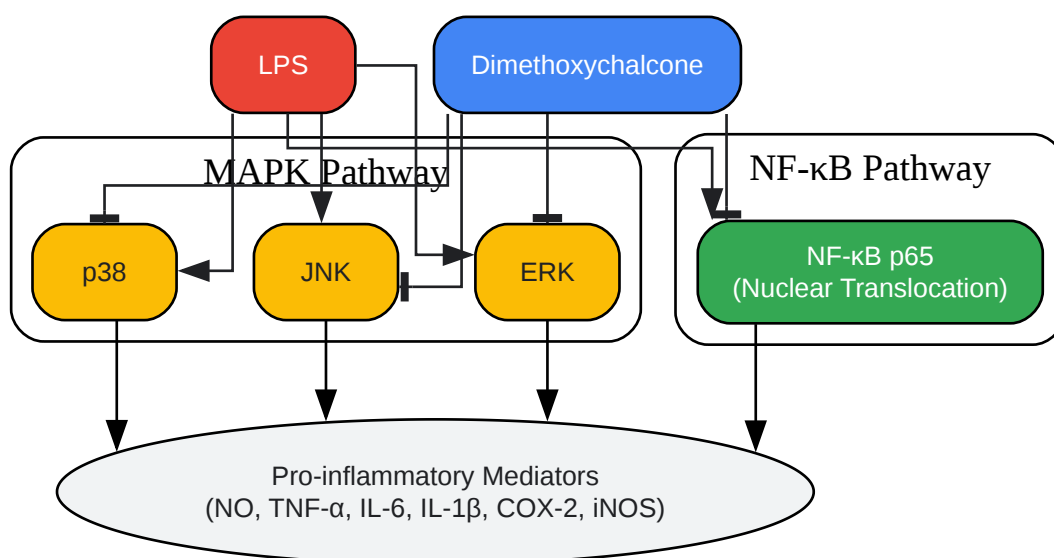 LPS
Dimethoxychalcone
MAPK Pathway
NF-κB Pathway
p38
JNK
ERK
NF-κB p65
(Nuclear Translocation)
Pro-inflammatory Mediators
(NO, TNF-α, IL-6, IL-1β, COX-2, iNOS)